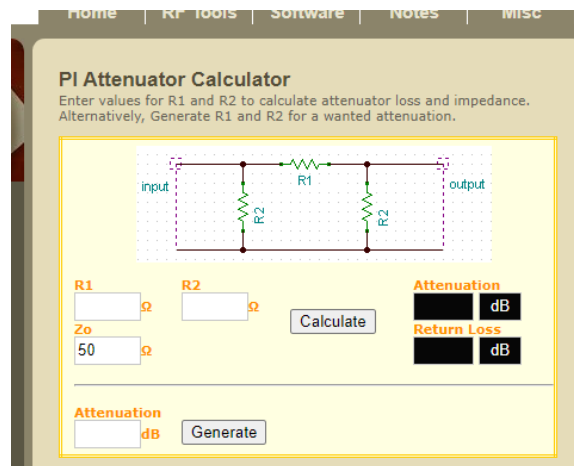 Home RF Tools Software Notes Misc
PI Attenuator Calculator
Enter values for R1 and R2 to calculate attenuator loss and impedance.
Alternatively, Generate R1 and R2 for a wanted attenuation.
input R1 output
R2 R2
R1 R2 Attenuation
Ω Ω Calculate dB
Zo Return Loss
50 Ω dB
Attenuation
dB Generate